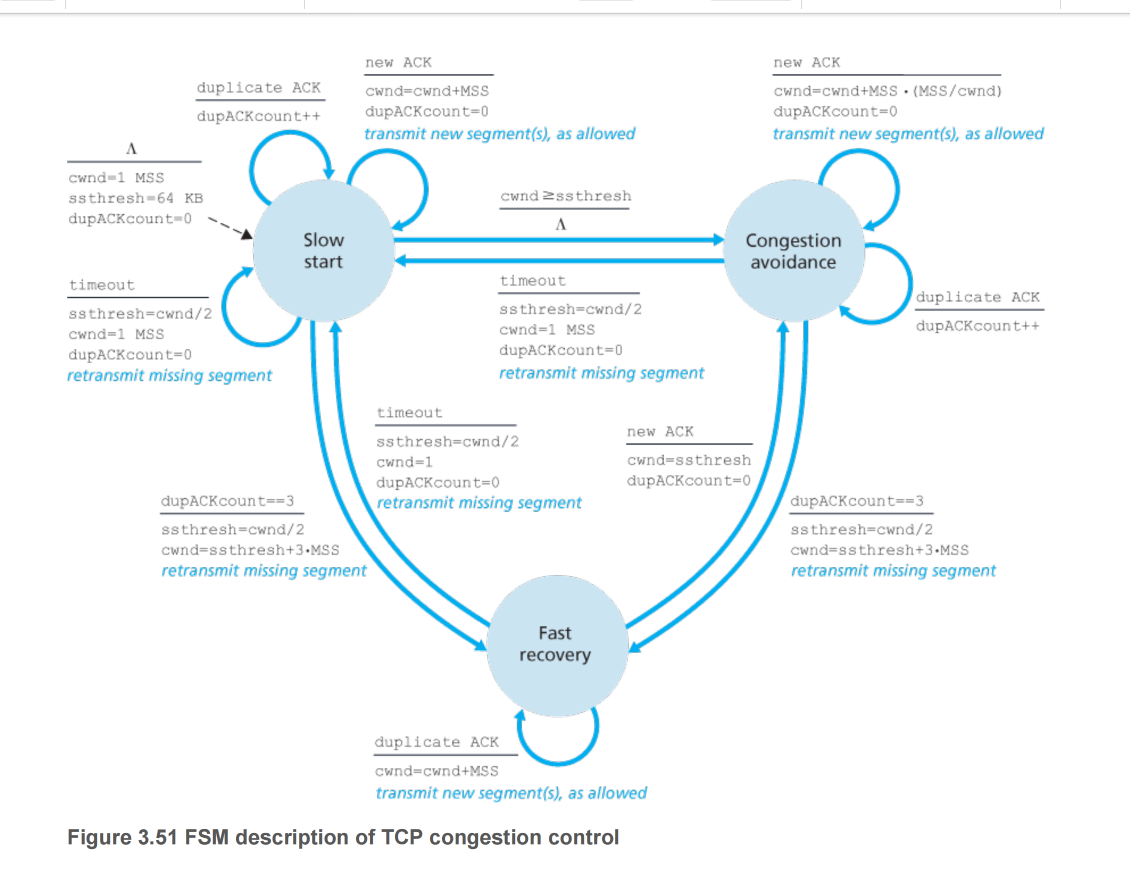 duplicate ACK
dupACKcount++
new ACK
cwnd=cwnd+MSS
dupACKcount=0
transmit new segment(s), as allowed
new ACK
cwnd=cwnd+MSS·(MSS/cwnd)
dupACKcount=0
transmit new segment(s), as allowed
Λ
cwnd=1 MSS
ssthresh=64 KB
dupACKcount=0
Slow
start
cwnd≥ssthresh
Λ
Congestion
avoidance
timeout
ssthresh=cwnd/2
cwnd=1 MSS
dupACKcount=0
retransmit missing segment
timeout
ssthresh=cwnd/2
cwnd=1 MSS
dupACKcount=0
retransmit missing segment
duplicate ACK
dupACKcount++
timeout
ssthresh=cwnd/2
cwnd=1
dupACKcount=0
retransmit missing segment
new ACK
cwnd=ssthresh
dupACKcount=0
dupACKcount==3
ssthresh=cwnd/2
cwnd=ssthresh+3·MSS
retransmit missing segment
dupACKcount==3
ssthresh=cwnd/2
cwnd=ssthresh+3·MSS
retransmit missing segment
Fast
recovery
duplicate ACK
cwnd=cwnd+MSS
transmit new segment(s), as allowed
Figure 3.51 FSM description of TCP congestion control